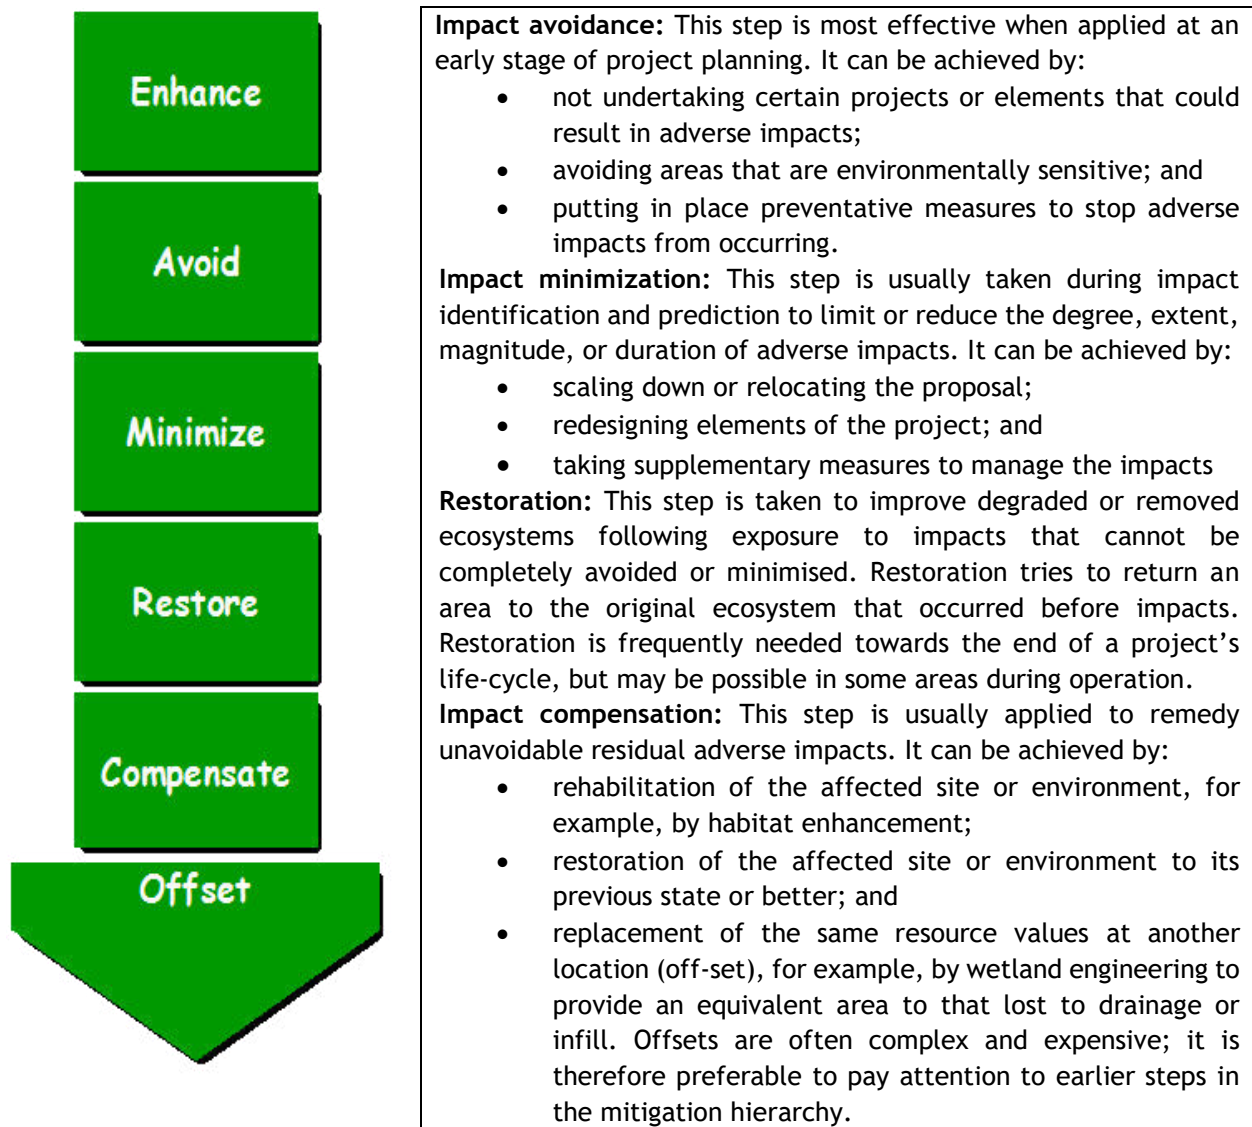 Enhance
Avoid
Minimize
Restore
Compensate
Offset
Impact avoidance: This step is most effective when applied at an
early stage of project planning. It can be achieved by:
• not undertaking certain projects or elements that could
result in adverse impacts;
• avoiding areas that are environmentally sensitive; and
• putting in place preventative measures to stop adverse
impacts from occurring.
Impact minimization: This step is usually taken during impact
identification and prediction to limit or reduce the degree, extent,
magnitude, or duration of adverse impacts. It can be achieved by:
• scaling down or relocating the proposal;
• redesigning elements of the project; and
• taking supplementary measures to manage the impacts
Restoration: This step is taken to improve degraded or removed
ecosystems following exposure to impacts that cannot be
completely avoided or minimised. Restoration tries to return an
area to the original ecosystem that occurred before impacts.
Restoration is frequently needed towards the end of a project’s
life-cycle, but may be possible in some areas during operation.
Impact compensation: This step is usually applied to remedy
unavoidable residual adverse impacts. It can be achieved by:
• rehabilitation of the affected site or environment, for
example, by habitat enhancement;
• restoration of the affected site or environment to its
previous state or better; and
• replacement of the same resource values at another
location (off-set), for example, by wetland engineering to
provide an equivalent area to that lost to drainage or
infill. Offsets are often complex and expensive; it is
therefore preferable to pay attention to earlier steps in
the mitigation hierarchy.